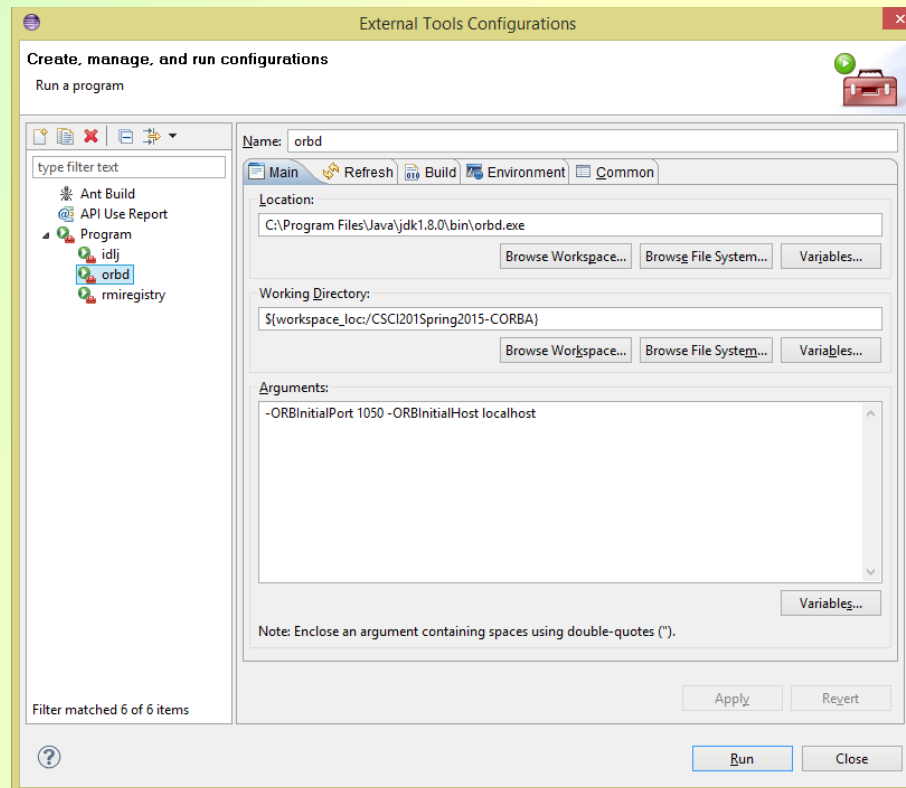 External Tools Configurations
Create, manage, and run configurations
Run a program
type filter text
Ant Build
API Use Report
Program
idlj
orbd
rmiregistry
Filter matched 6 of 6 items
Name: orbd
Main Refresh Build Environment Common
Location:
C:\Program Files\Java\jdk1.8.0\bin\orbd.exe
Browse Workspace... Browse File System... Variables...
Working Directory:
${workspace_loc:/CSCI201Spring2015-CORBA}
Browse Workspace... Browse File System... Variables...
Arguments:
-ORBInitialPort 1050 -ORBInitialHost localhost
Variables...
Note: Enclose an argument containing spaces using double-quotes (").
Apply Revert
Run Close